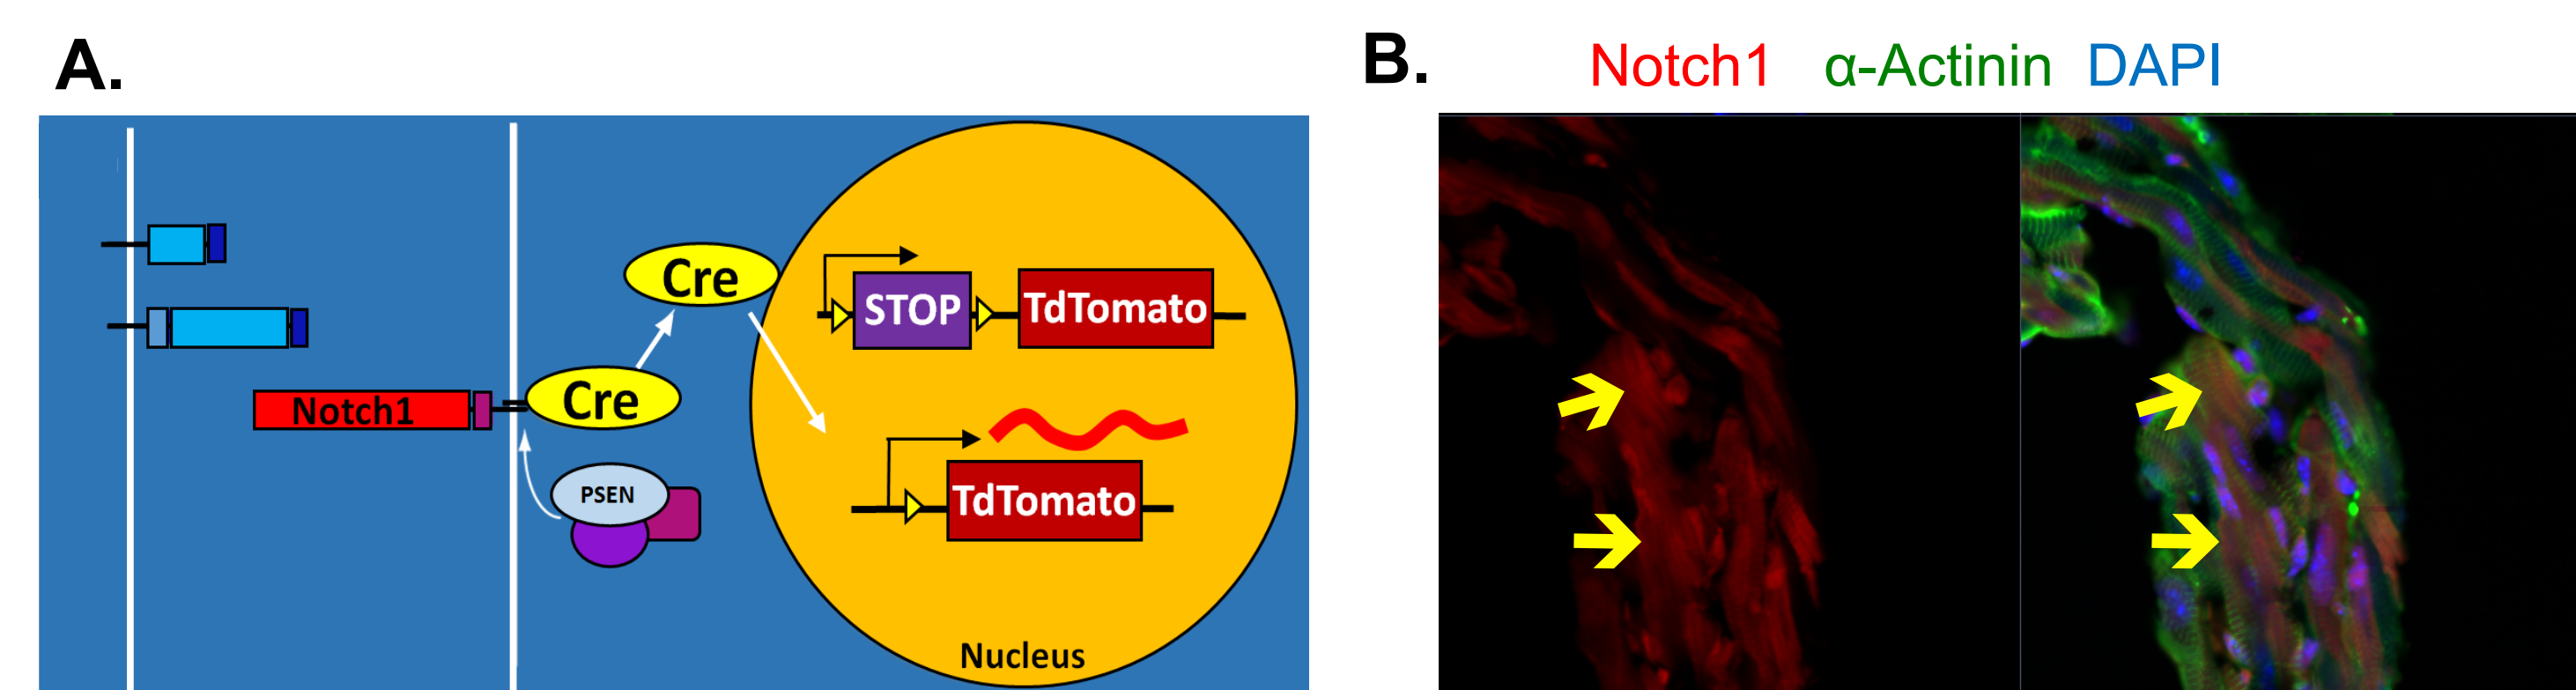 A.
Cre
STOP
TdTomato
Notch1
Cre
PSEN
TdTomato
Nucleus
B.
Notch1 α-Actinin DAPI